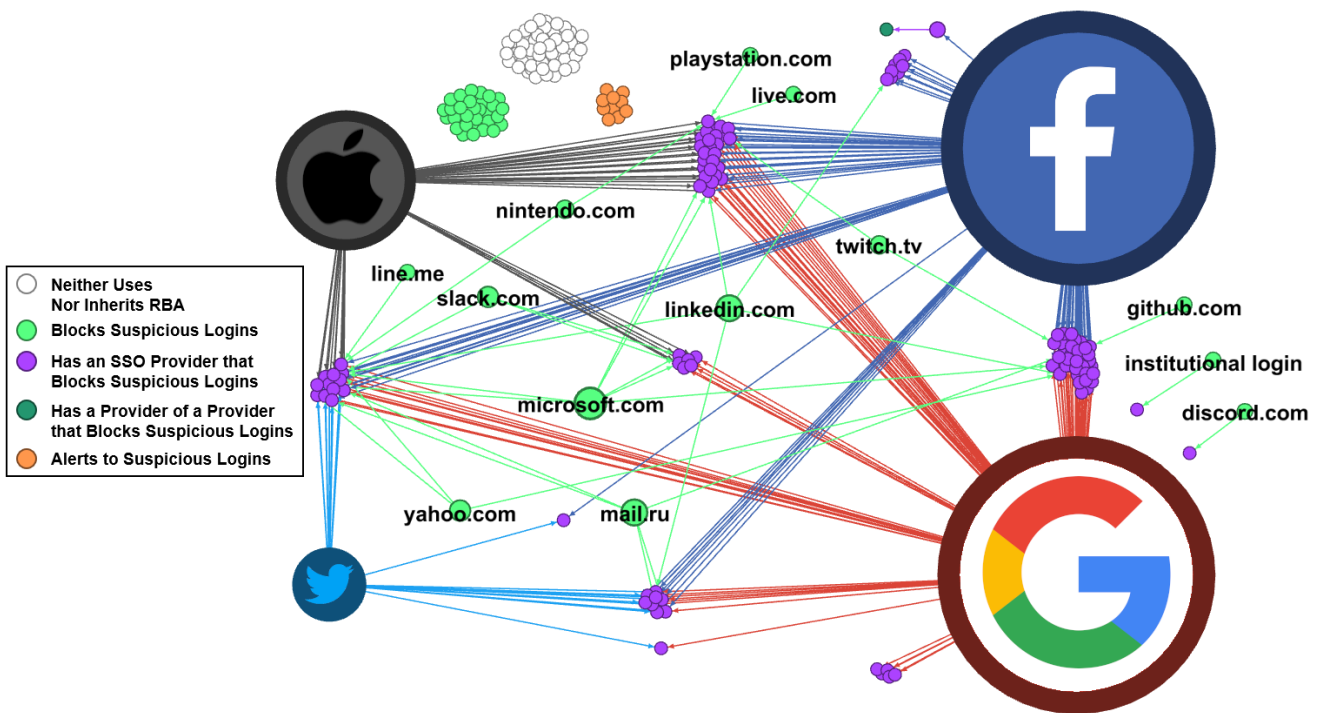 playstation.com
live.com
nintendo.com
twitch.tv
line.me
slack.com
linkedin.com
github.com
institutional login
microsoft.com
discord.com
yahoo.com
mail.ru
Neither Uses
Nor Inherits RBA
Blocks Suspicious Logins
Has an SSO Provider that
Blocks Suspicious Logins
Has a Provider of a Provider
that Blocks Suspicious Logins
Alerts to Suspicious Logins